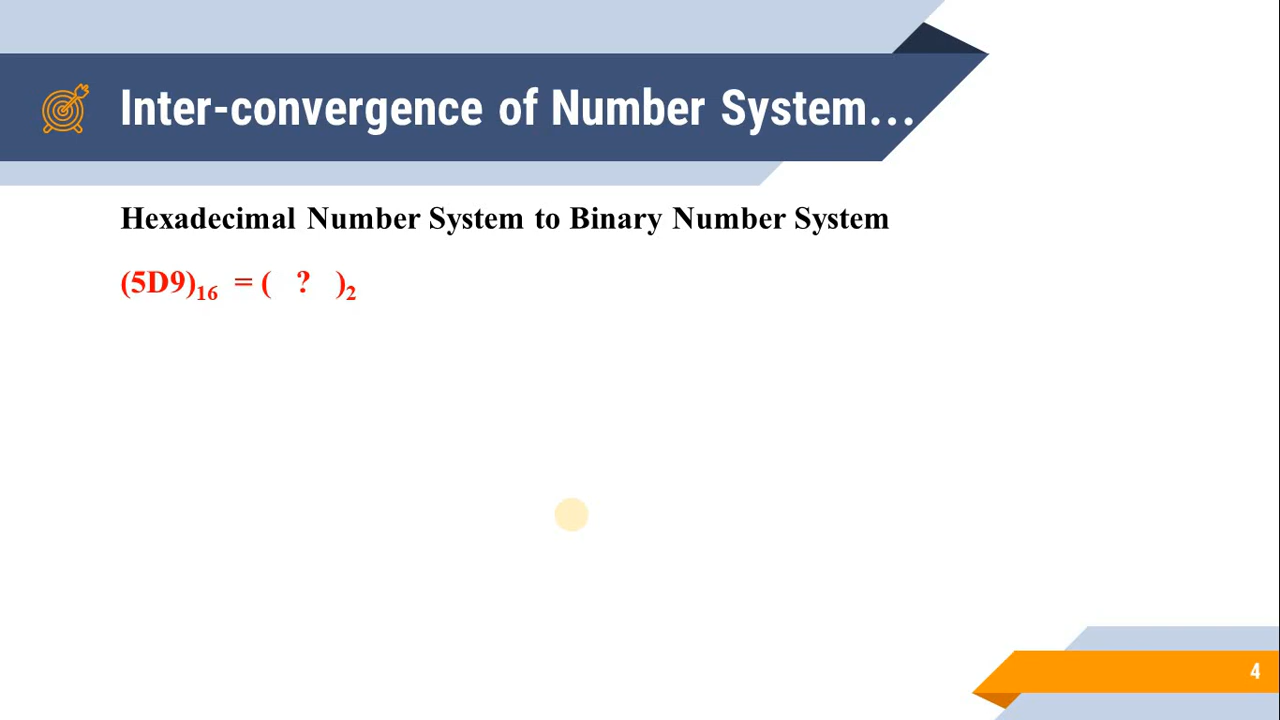 Inter-convergence of Number System...
Hexadecimal Number System to Binary Number System
(5D9)₁₆ = ( ? )₂
4